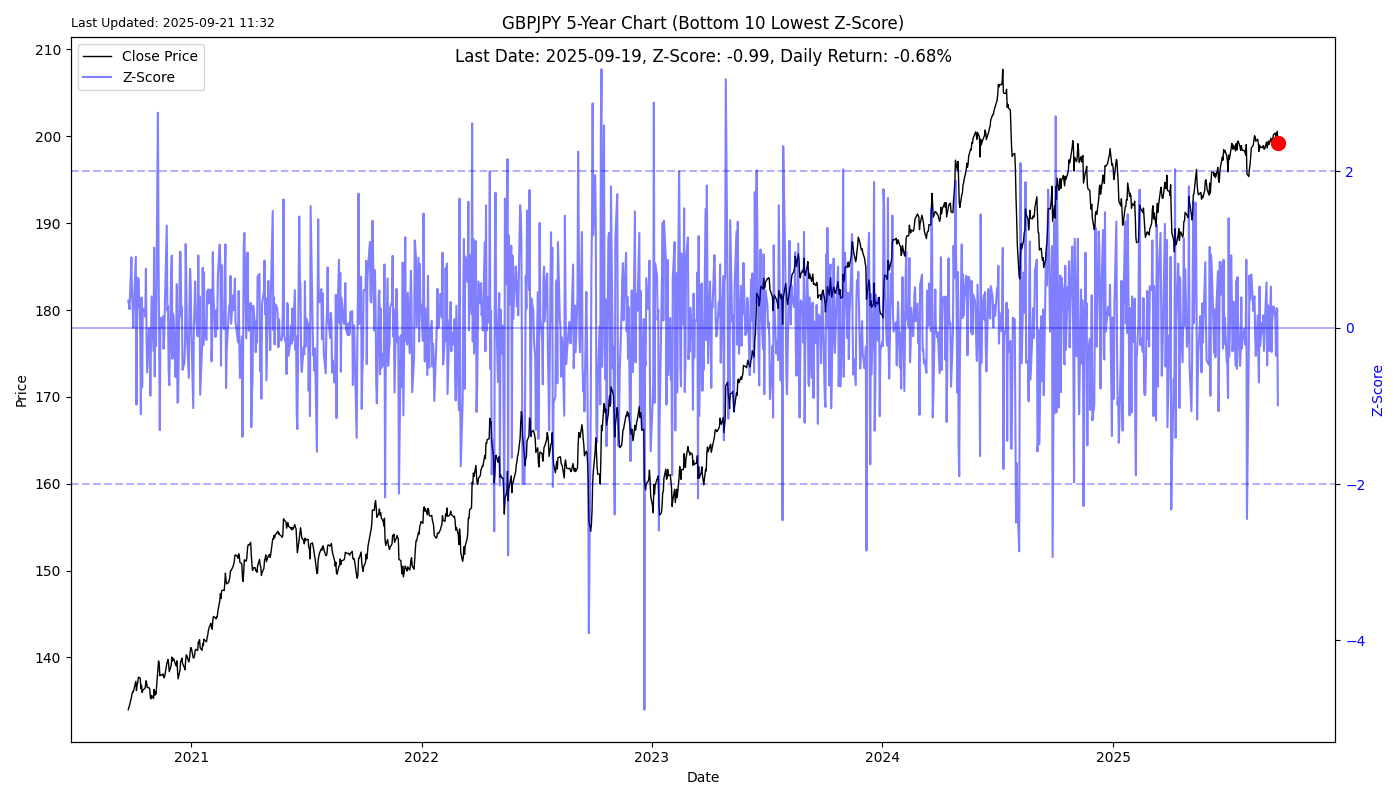 Last Updated: 2025-09-21 11:32
GBPJPY 5-Year Chart (Bottom 10 Lowest Z-Score)
Last Date: 2025-09-19, Z-Score: -0.99, Daily Return: -0.68%
Close Price
Z-Score
210
200
190
180
170
160
150
140
Price
2
0
−2
−4
Z-Score
2021
2022
2023
2024
2025
Date